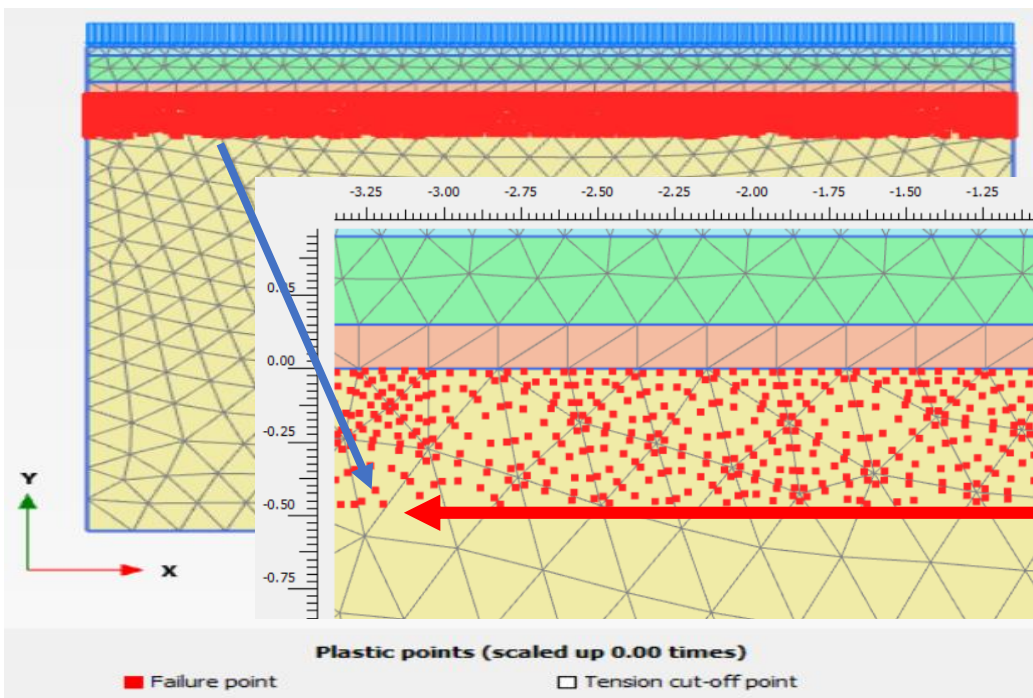 -3.25 -3.00 -2.75 -2.50 -2.25 -2.00 -1.75 -1.50 -1.25
0.00
-0.25
-0.50
-0.75
Y
X
Plastic points (scaled up 0.00 times)
Failure point Tension cut-off point